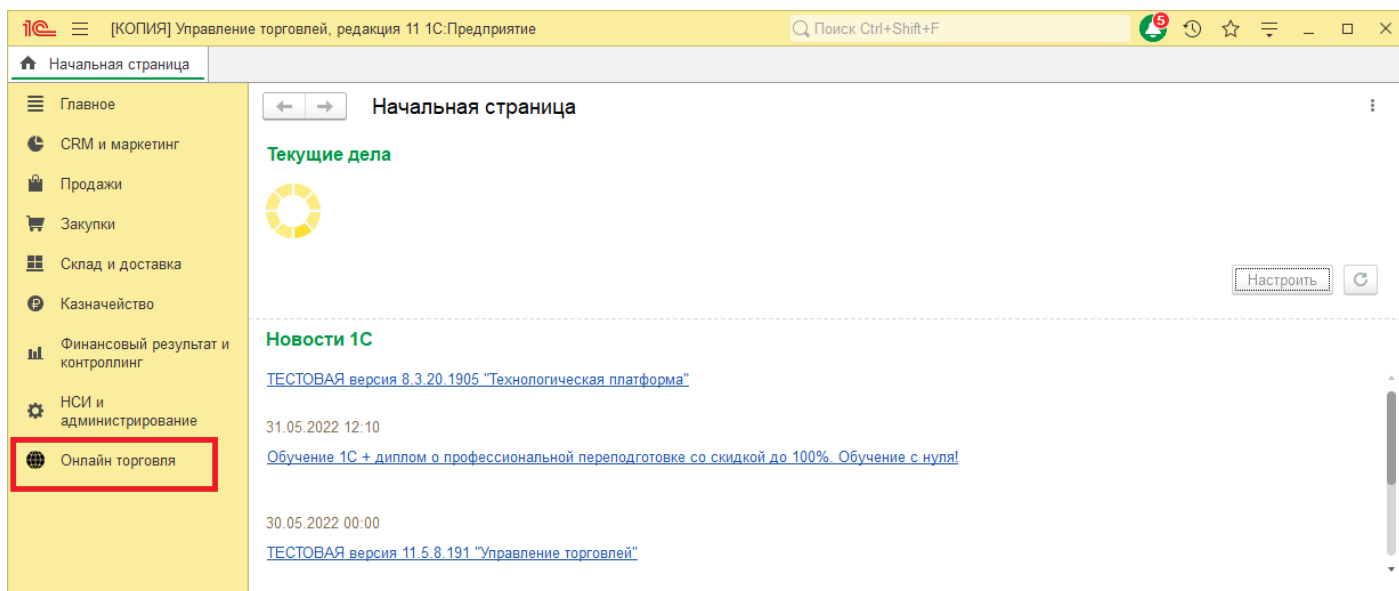 1С [КОПИЯ] Управление торговлей, редакция 11 1С:Предприятие Поиск Ctrl+Shift+F 5
Начальная страница
Главное
CRM и маркетинг
Продажи
Закупки
Склад и доставка
Казначейство
Финансовый результат и
контроллинг
НСИ и
администрирование
Онлайн торговля
Начальная страница
Текущие дела
Настроить
Новости 1С
ТЕСТОВАЯ версия 8.3.20.1905 "Технологическая платформа"
31.05.2022 12:10
Обучение 1С + диплом о профессиональной переподготовке со скидкой до 100%. Обучение с нуля!
30.05.2022 00:00
ТЕСТОВАЯ версия 11.5.8.191 "Управление торговлей"